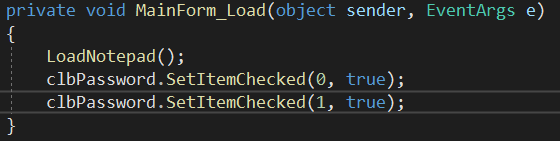 private void MainForm_Load(object sender, EventArgs e)
{
    LoadNotepad();
    clbPassword.SetItemChecked(0, true);
    clbPassword.SetItemChecked(1, true);
}